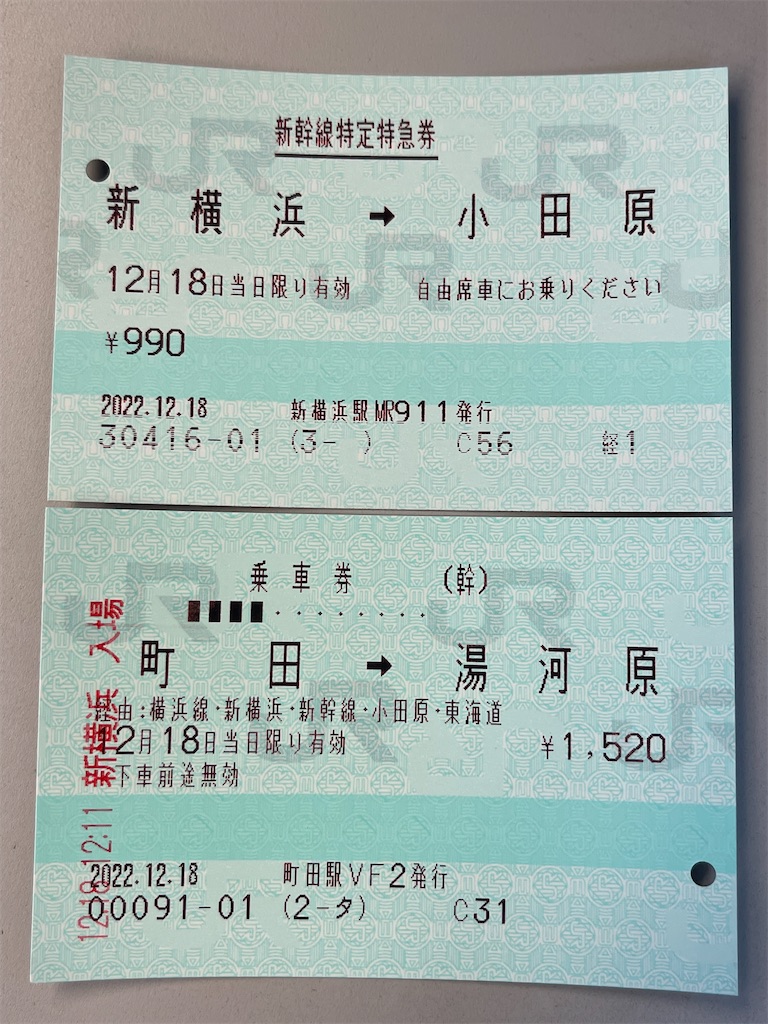 新幹線特定特急券
新横浜 ➡ 小田原
12月18日当日限り有効 自由席車にお乗りください
¥990
2022.12.18 新横浜駅MR911発行
30416-01 (3- ) C56 経1
乗車券 (幹)
■■■■・・・・・・・・
町田 ➡ 湯河原
経由:横浜線・新横浜・新幹線・小田原・東海道
12月18日当日限り有効 ¥1,520
下車前途無効
2022.12.18 町田駅VF2発行
00091-01 (2-タ) C31
12.18 12:11 新横浜 入場
JR